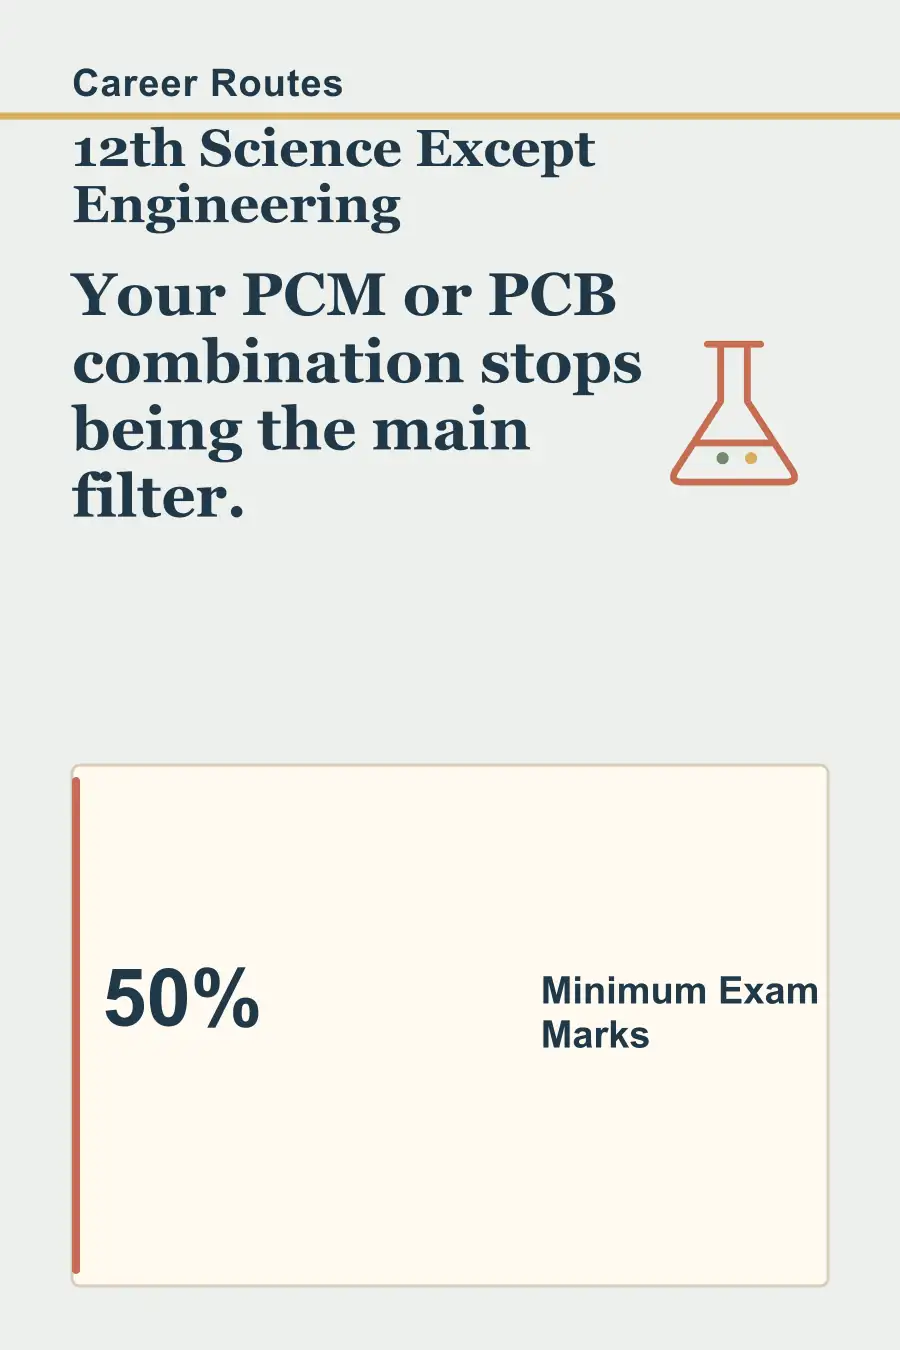 Career Routes
12th Science Except
Engineering
Your PCM or PCB
combination stops
being the main
filter.
50%
Minimum Exam
Marks